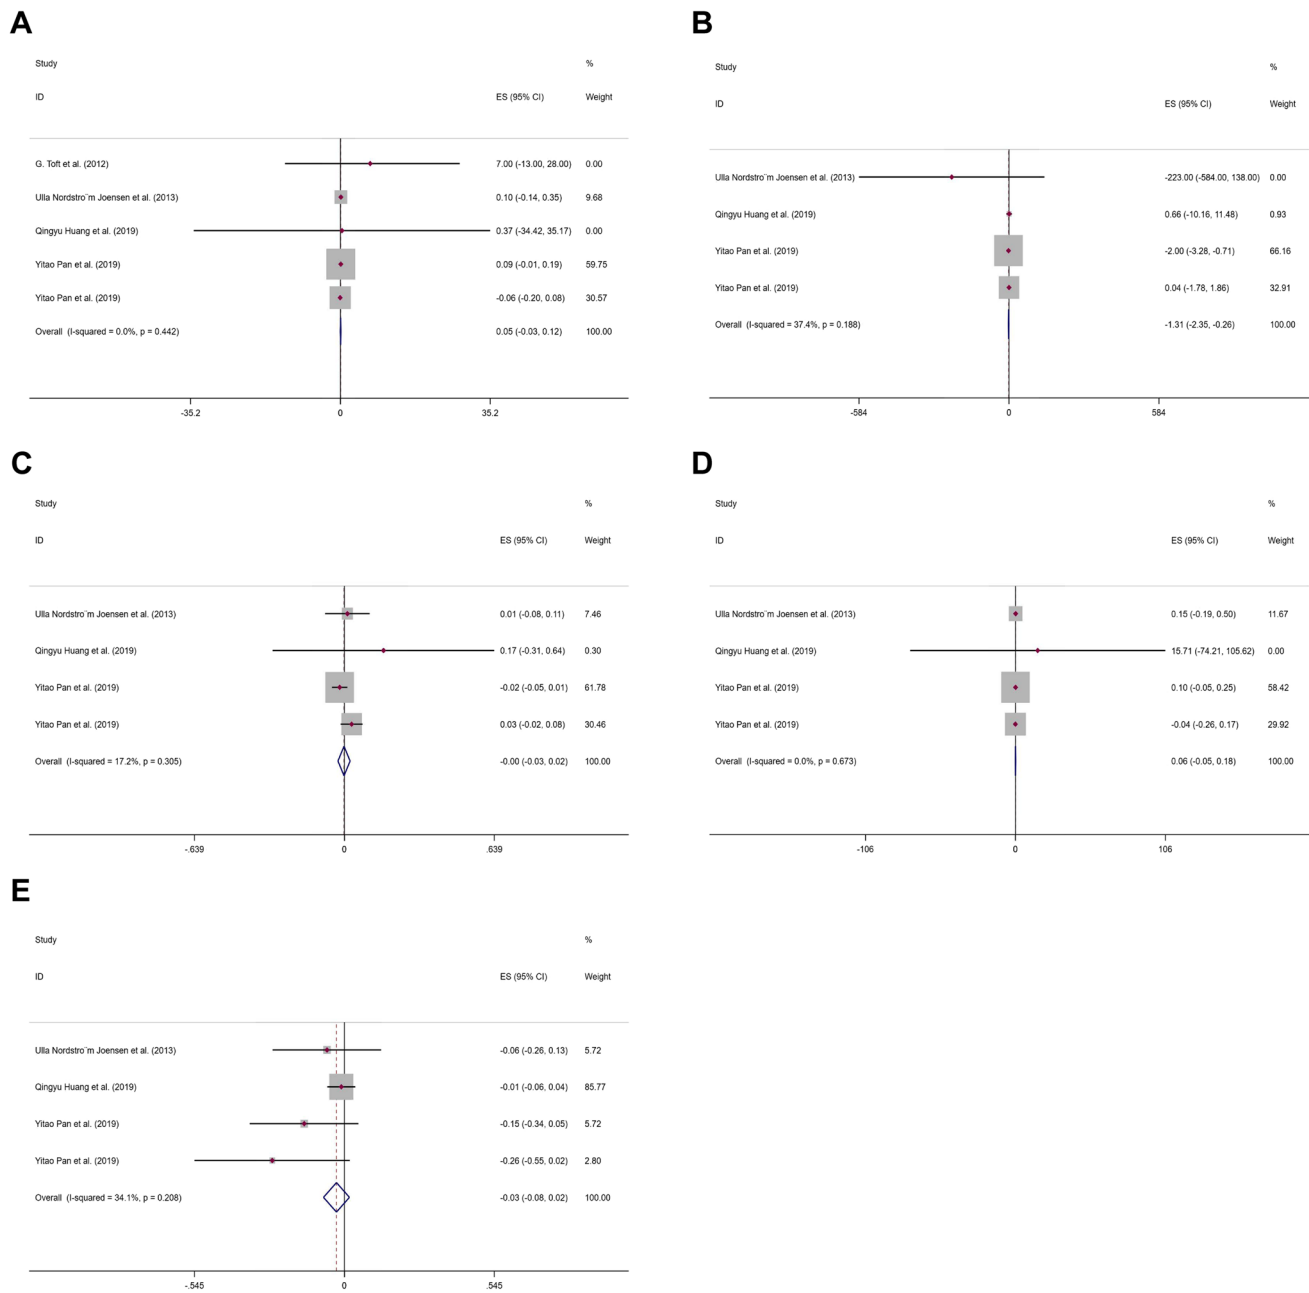 A
Study %
ID ES (95% CI) Weight
G. Toft et al. (2012) 7.00 (-13.00, 28.00) 0.00
Ulla Nordstro¨m Joensen et al. (2013) 0.10 (-0.14, 0.35) 9.68
Qingyu Huang et al. (2019) 0.37 (-34.42, 35.17) 0.00
Yitao Pan et al. (2019) 0.09 (-0.01, 0.19) 59.75
Yitao Pan et al. (2019) -0.06 (-0.20, 0.08) 30.57
Overall (I-squared = 0.0%, p = 0.442) 0.05 (-0.03, 0.12) 100.00
-35.2 0 35.2
B
Study %
ID ES (95% CI) Weight
Ulla Nordstro¨m Joensen et al. (2013) -223.00 (-584.00, 138.00) 0.00
Qingyu Huang et al. (2019) 0.66 (-10.16, 11.48) 0.93
Yitao Pan et al. (2019) -2.00 (-3.28, -0.71) 66.16
Yitao Pan et al. (2019) 0.04 (-1.78, 1.86) 32.91
Overall (I-squared = 37.4%, p = 0.188) -1.31 (-2.35, -0.26) 100.00
-584 0 584
C
Study %
ID ES (95% CI) Weight
Ulla Nordstro¨m Joensen et al. (2013) 0.01 (-0.08, 0.11) 7.46
Qingyu Huang et al. (2019) 0.17 (-0.31, 0.64) 0.30
Yitao Pan et al. (2019) -0.02 (-0.05, 0.01) 61.78
Yitao Pan et al. (2019) 0.03 (-0.02, 0.08) 30.46
Overall (I-squared = 17.2%, p = 0.305) -0.00 (-0.03, 0.02) 100.00
-.639 0 .639
D
Study %
ID ES (95% CI) Weight
Ulla Nordstro¨m Joensen et al. (2013) 0.15 (-0.19, 0.50) 11.67
Qingyu Huang et al. (2019) 15.71 (-74.21, 105.62) 0.00
Yitao Pan et al. (2019) 0.10 (-0.05, 0.25) 58.42
Yitao Pan et al. (2019) -0.04 (-0.26, 0.17) 29.92
Overall (I-squared = 0.0%, p = 0.673) 0.06 (-0.05, 0.18) 100.00
-106 0 106
E
Study %
ID ES (95% CI) Weight
Ulla Nordstro¨m Joensen et al. (2013) -0.06 (-0.26, 0.13) 5.72
Qingyu Huang et al. (2019) -0.01 (-0.06, 0.04) 85.77
Yitao Pan et al. (2019) -0.15 (-0.34, 0.05) 5.72
Yitao Pan et al. (2019) -0.26 (-0.55, 0.02) 2.80
Overall (I-squared = 34.1%, p = 0.208) -0.03 (-0.08, 0.02) 100.00
-.545 0 .545